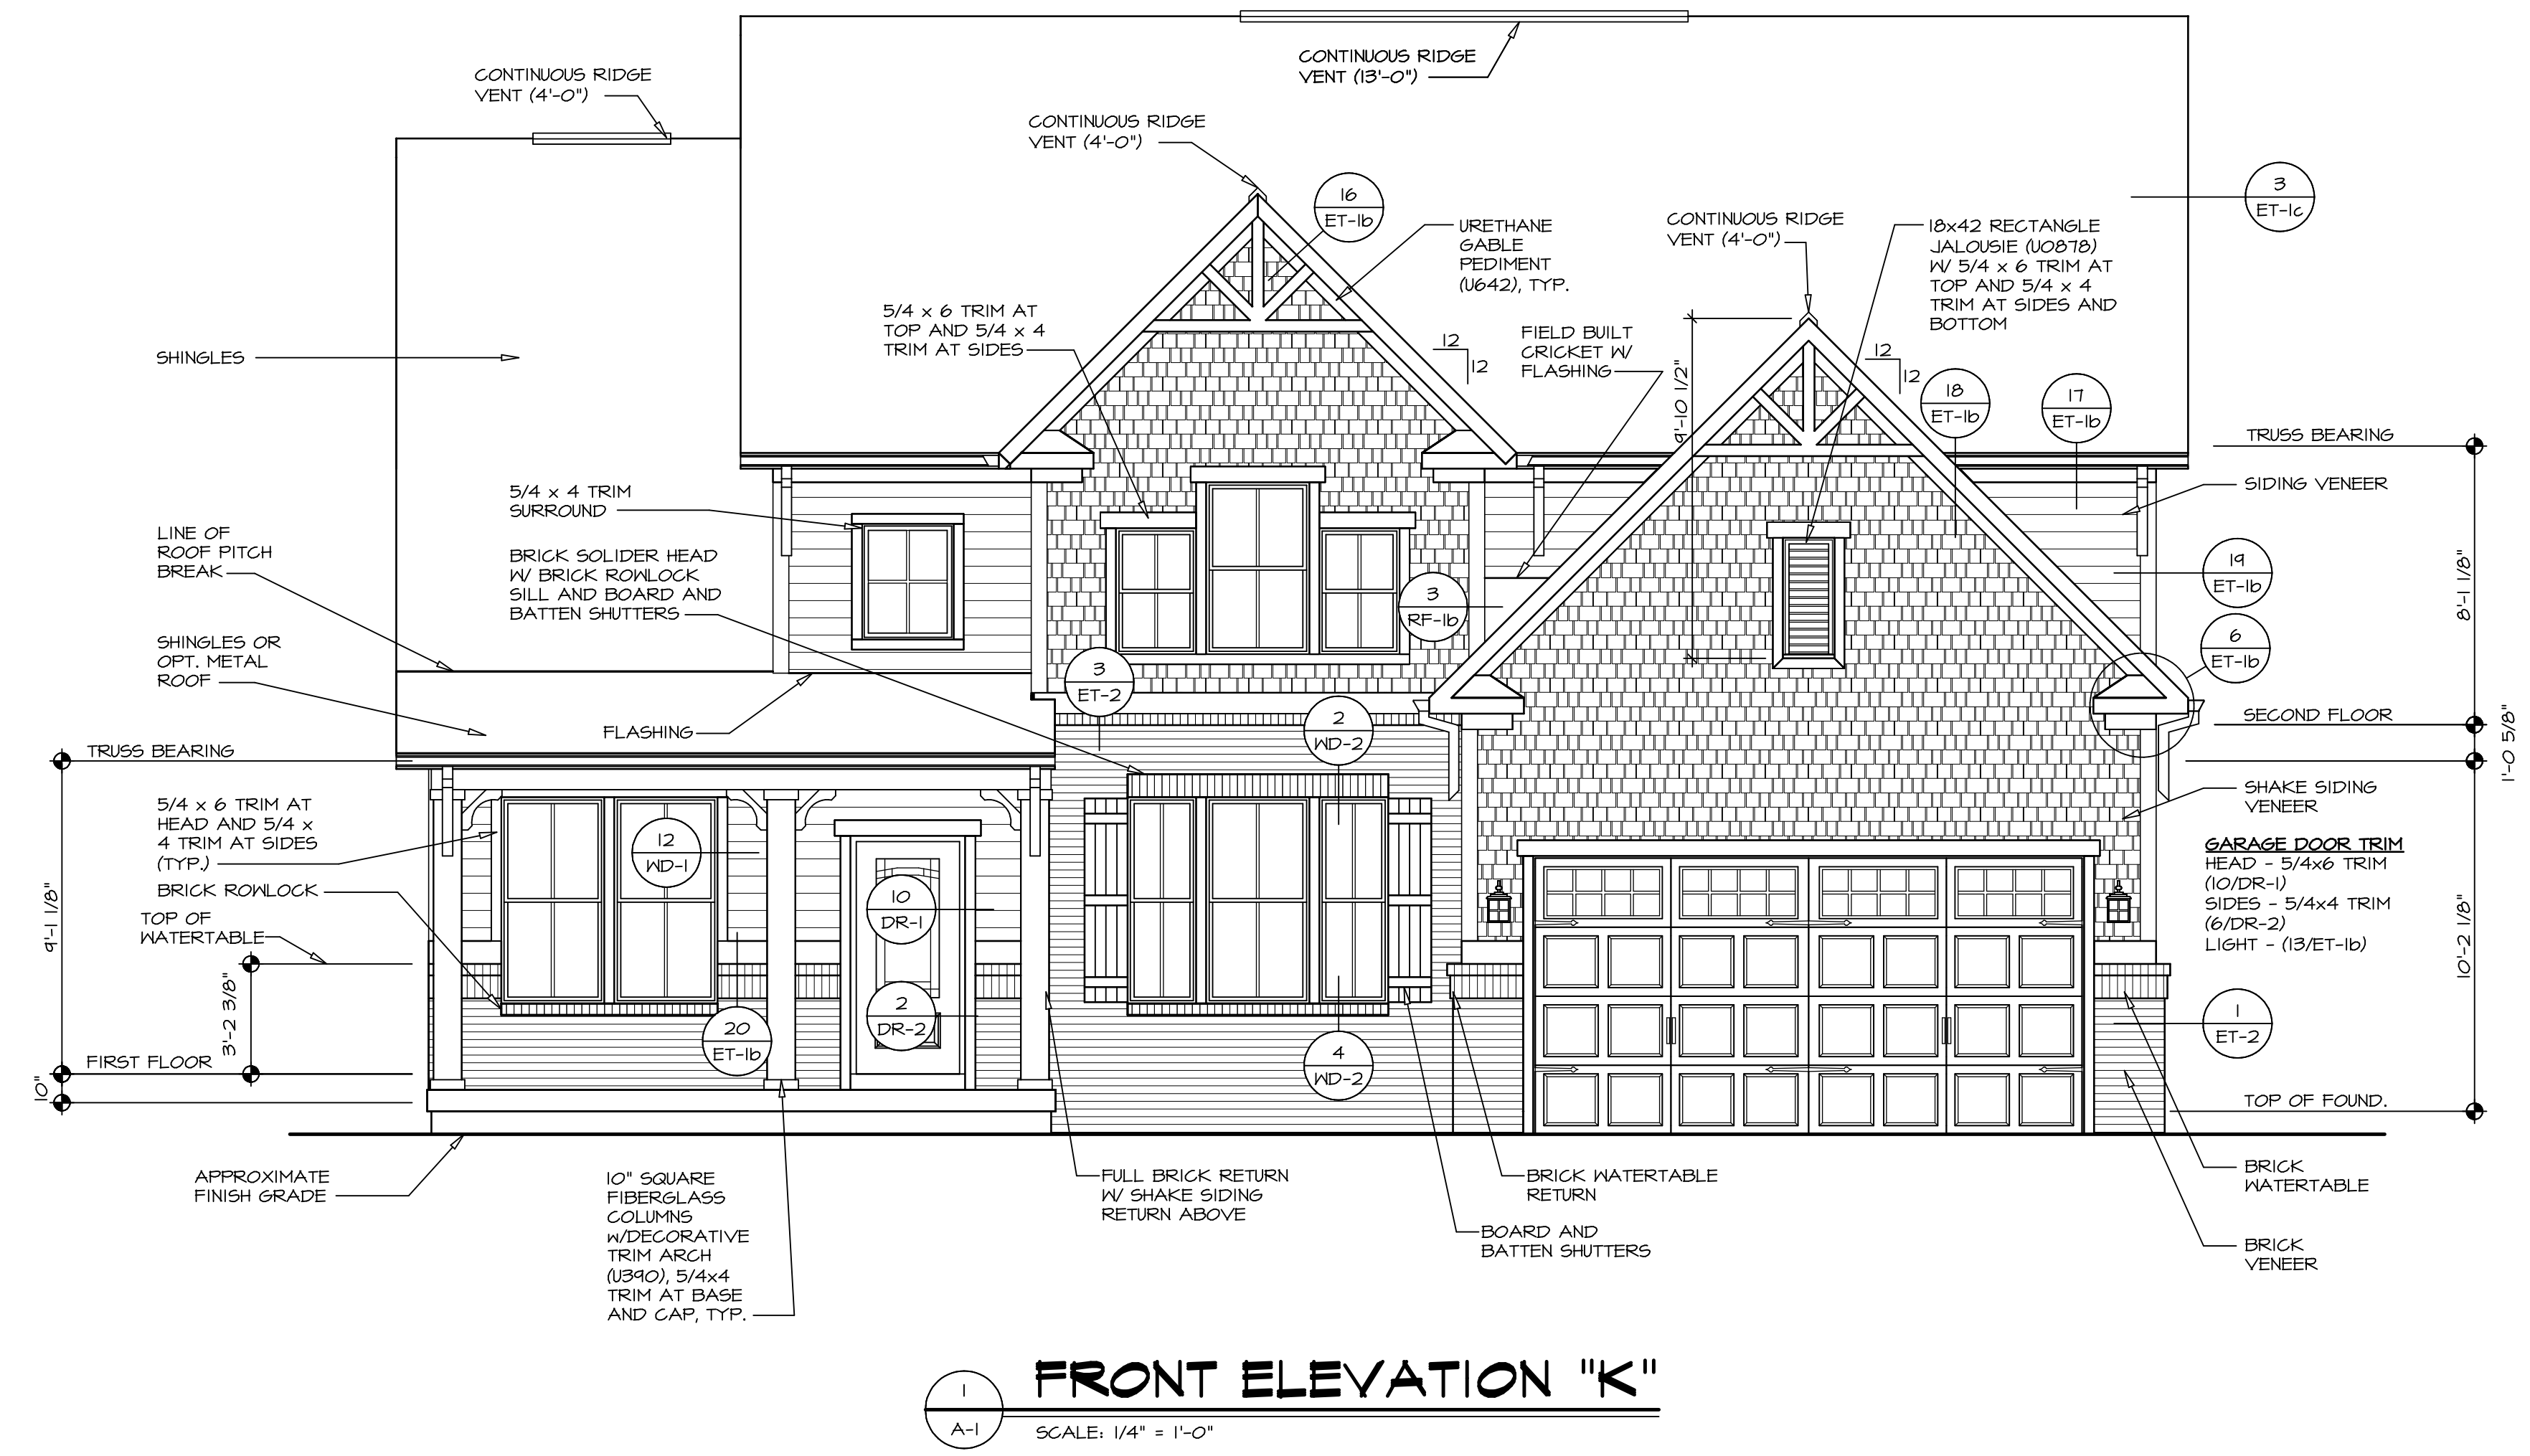 CONTINUOUS RIDGE
VENT (13'-0")
CONTINUOUS RIDGE
VENT (4'-0")
CONTINUOUS RIDGE
VENT (4'-0")
16
ET-1b
3
ET-1c
URETHANE
GABLE
PEDIMENT
(U642), TYP.
CONTINUOUS RIDGE
VENT (4'-0")
18x42 RECTANGLE
JALOUSIE (U0878)
W/ 5/4 x 6 TRIM AT
TOP AND 5/4 x 4
TRIM AT SIDES AND
BOTTOM
5/4 x 6 TRIM AT
TOP AND 5/4 x 4
TRIM AT SIDES
FIELD BUILT
CRICKET W/
FLASHING
12
12
12
12
9'-10 1/2"
SHINGLES
18
ET-1b
17
ET-1b
TRUSS BEARING
SIDING VENEER
5/4 x 4 TRIM
SURROUND
LINE OF
ROOF PITCH
BREAK
BRICK SOLIDER HEAD
W/ BRICK ROWLOCK
SILL AND BOARD AND
BATTEN SHUTTERS
19
ET-1b
3
RF-1b
8'-1 1/8"
SHINGLES OR
OPT. METAL
ROOF
6
ET-1b
3
ET-2
2
WD-2
FLASHING
SECOND FLOOR
1'-0 5/8"
TRUSS BEARING
SHAKE SIDING
VENEER
5/4 x 6 TRIM AT
HEAD AND 5/4 x
4 TRIM AT SIDES
(TYP.)
12
WD-1
GARAGE DOOR TRIM
HEAD - 5/4x6 TRIM
(10/DR-1)
SIDES - 5/4x4 TRIM
(6/DR-2)
LIGHT - (13/ET-1b)
BRICK ROWLOCK
10
DR-1
TOP OF
WATERTABLE
9'-1 1/8"
3'-2 3/8"
10'-2 1/8"
2
DR-2
20
ET-1b
1
ET-2
4
WD-2
FIRST FLOOR
10"
TOP OF FOUND.
APPROXIMATE
FINISH GRADE
10" SQUARE
FIBERGLASS
COLUMNS
W/DECORATIVE
TRIM ARCH
(U390), 5/4x4
TRIM AT BASE
AND CAP, TYP.
FULL BRICK RETURN
W/ SHAKE SIDING
RETURN ABOVE
BRICK WATERTABLE
RETURN
BOARD AND
BATTEN SHUTTERS
BRICK
WATERTABLE
BRICK
VENEER
1
A-1
FRONT ELEVATION "K"
SCALE: 1/4" = 1'-0"